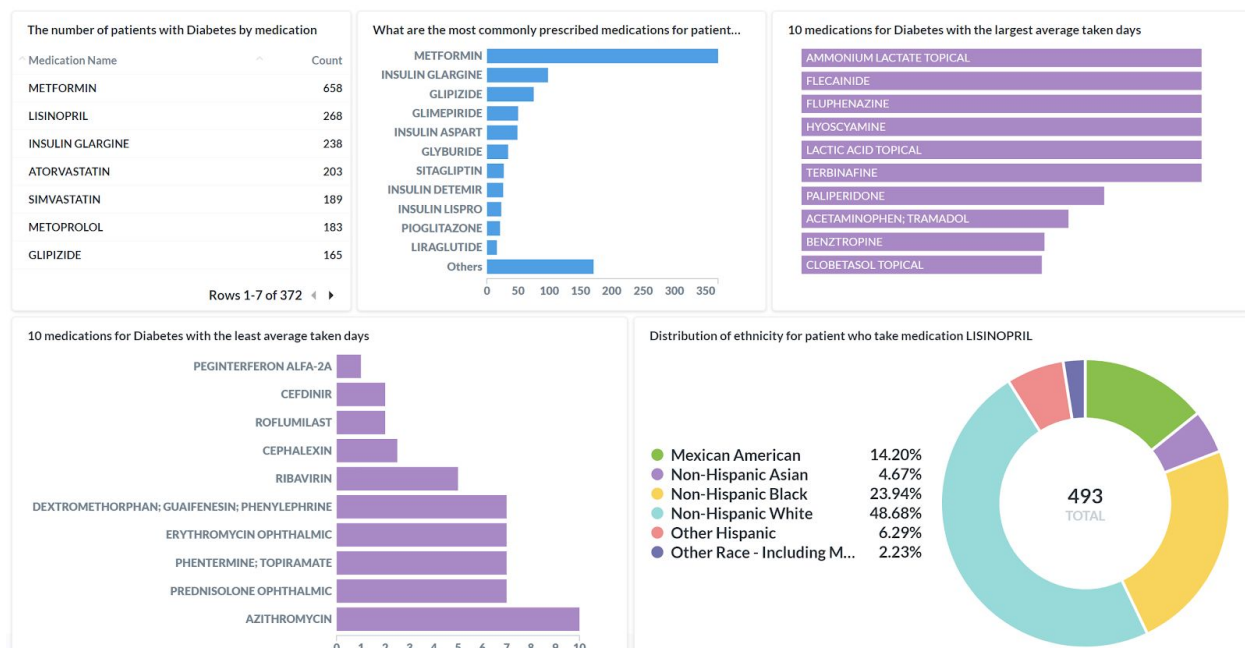 The number of patients with Diabetes by medication
Medication Name Count
METFORMIN 658
LISINOPRIL 268
INSULIN GLARGINE 238
ATORVASTATIN 203
SIMVASTATIN 189
METOPROLOL 183
GLIPIZIDE 165
Rows 1-7 of 372
What are the most commonly prescribed medications for patient...
METFORMIN
INSULIN GLARGINE
GLIPIZIDE
GLIMEPIRIDE
INSULIN ASPART
GLYBURIDE
SITAGLIPTIN
INSULIN DETEMIR
INSULIN LISPRO
PIOGLITAZONE
LIRAGLUTIDE
Others
0 50 100 150 200 250 300 350
10 medications for Diabetes with the largest average taken days
AMMONIUM LACTATE TOPICAL
FLECAINIDE
FLUPHENAZINE
HYOSCYAMINE
LACTIC ACID TOPICAL
TERBINAFINE
PALIPERIDONE
ACETAMINOPHEN; TRAMADOL
BENZTROPINE
CLOBETASOL TOPICAL
10 medications for Diabetes with the least average taken days
PEGINTERFERON ALFA-2A
CEFDINIR
ROFLUMILAST
CEPHALEXIN
RIBAVIRIN
DEXTROMETHORPHAN; GUAIFENESIN; PHENYLEPHRINE
ERYTHROMYCIN OPHTHALMIC
PHENTERMINE; TOPIRAMATE
PREDNISOLONE OPHTHALMIC
AZITHROMYCIN
0 1 2 3 4 5 6 7 8 9 10
Distribution of ethnicity for patient who take medication LISINOPRIL
Mexican American 14.20%
Non-Hispanic Asian 4.67%
Non-Hispanic Black 23.94%
Non-Hispanic White 48.68%
Other Hispanic 6.29%
Other Race - Including M... 2.23%
493
TOTAL